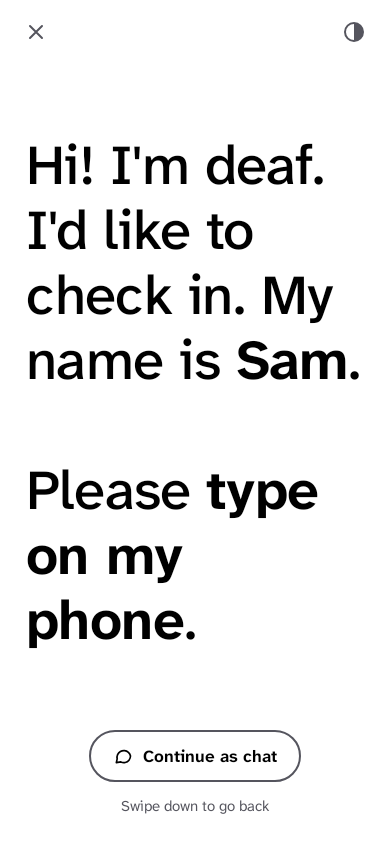 Hi! I'm deaf.
I'd like to
check in. My
name is Sam.
Please type
on my
phone.
Continue as chat
Swipe down to go back